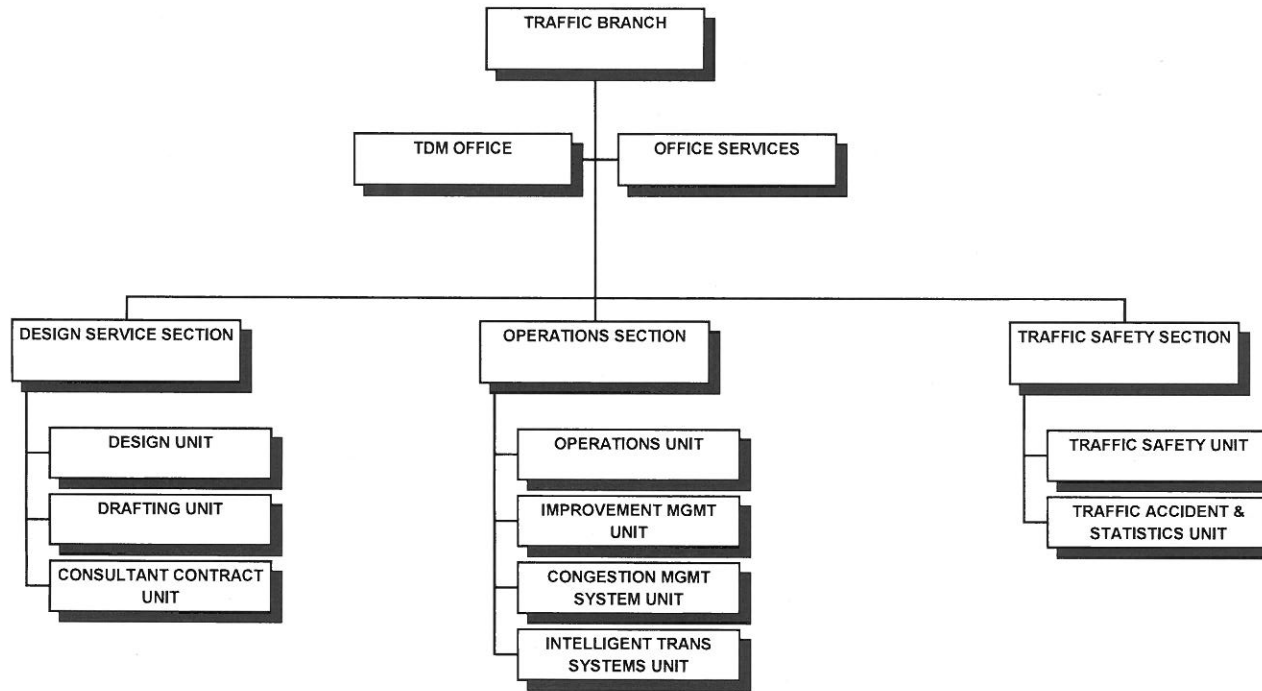 TRAFFIC BRANCH
TDM OFFICE
OFFICE SERVICES
DESIGN SERVICE SECTION
OPERATIONS SECTION
TRAFFIC SAFETY SECTION
DESIGN UNIT
DRAFTING UNIT
CONSULTANT CONTRACT
UNIT
OPERATIONS UNIT
IMPROVEMENT MGMT
UNIT
CONGESTION MGMT
SYSTEM UNIT
INTELLIGENT TRANS
SYSTEMS UNIT
TRAFFIC SAFETY UNIT
TRAFFIC ACCIDENT &
STATISTICS UNIT